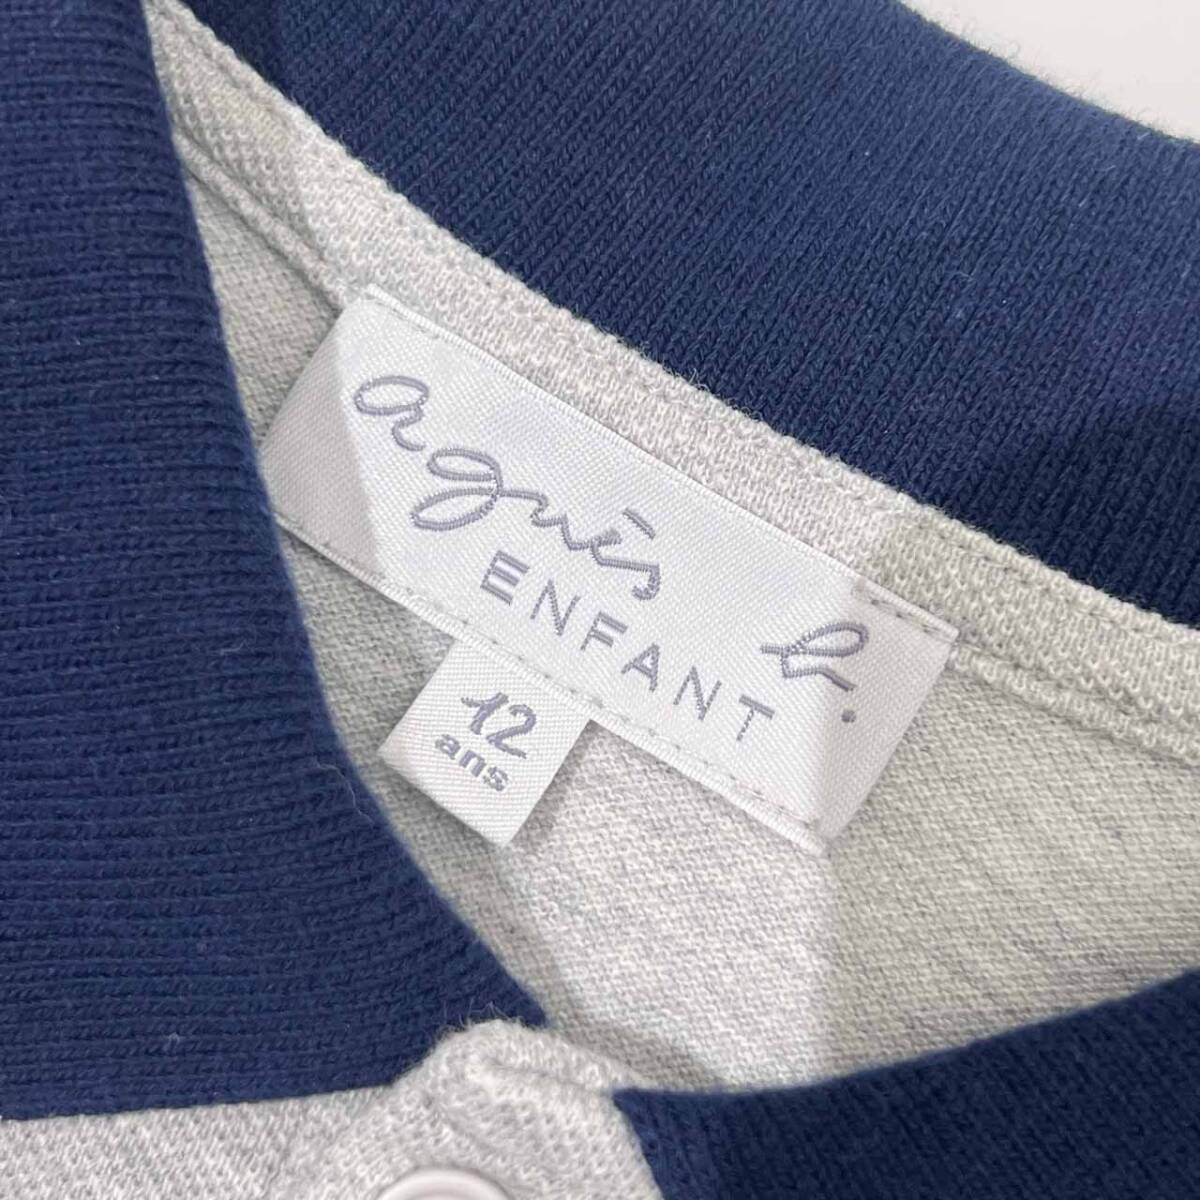 agnès b.
ENFANT
12
ans